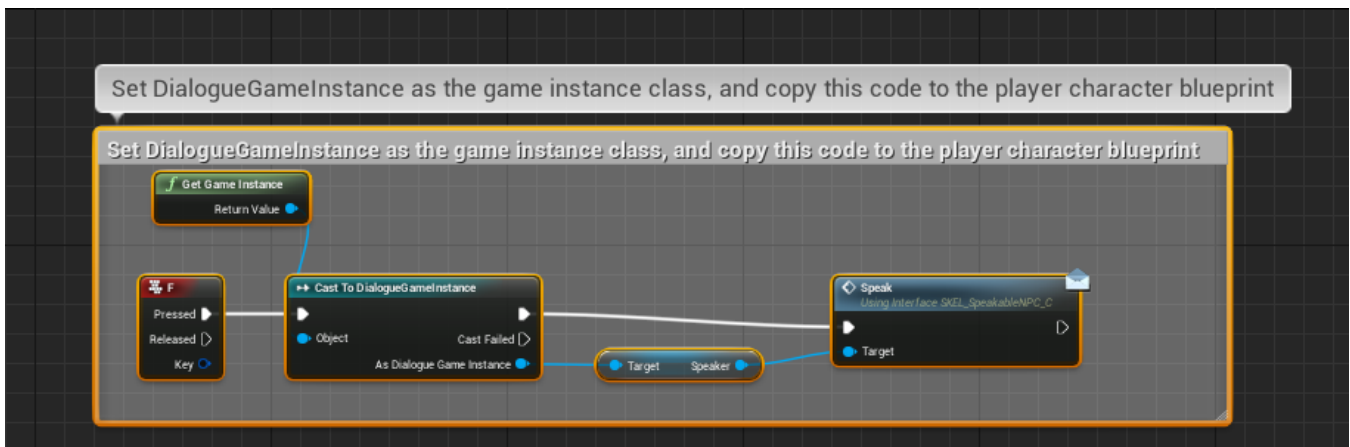 Set DialogueGameInstance as the game instance class, and copy this code to the player character blueprint
Set DialogueGameInstance as the game instance class, and copy this code to the player character blueprint
f Get Game Instance
Return Value
F
Pressed
Released
Key
Cast To DialogueGameInstance
Object
Cast Failed
As Dialogue Game Instance
Target Speaker
Speak
Using Interface SKEL_SpeakableNPC_C
Target